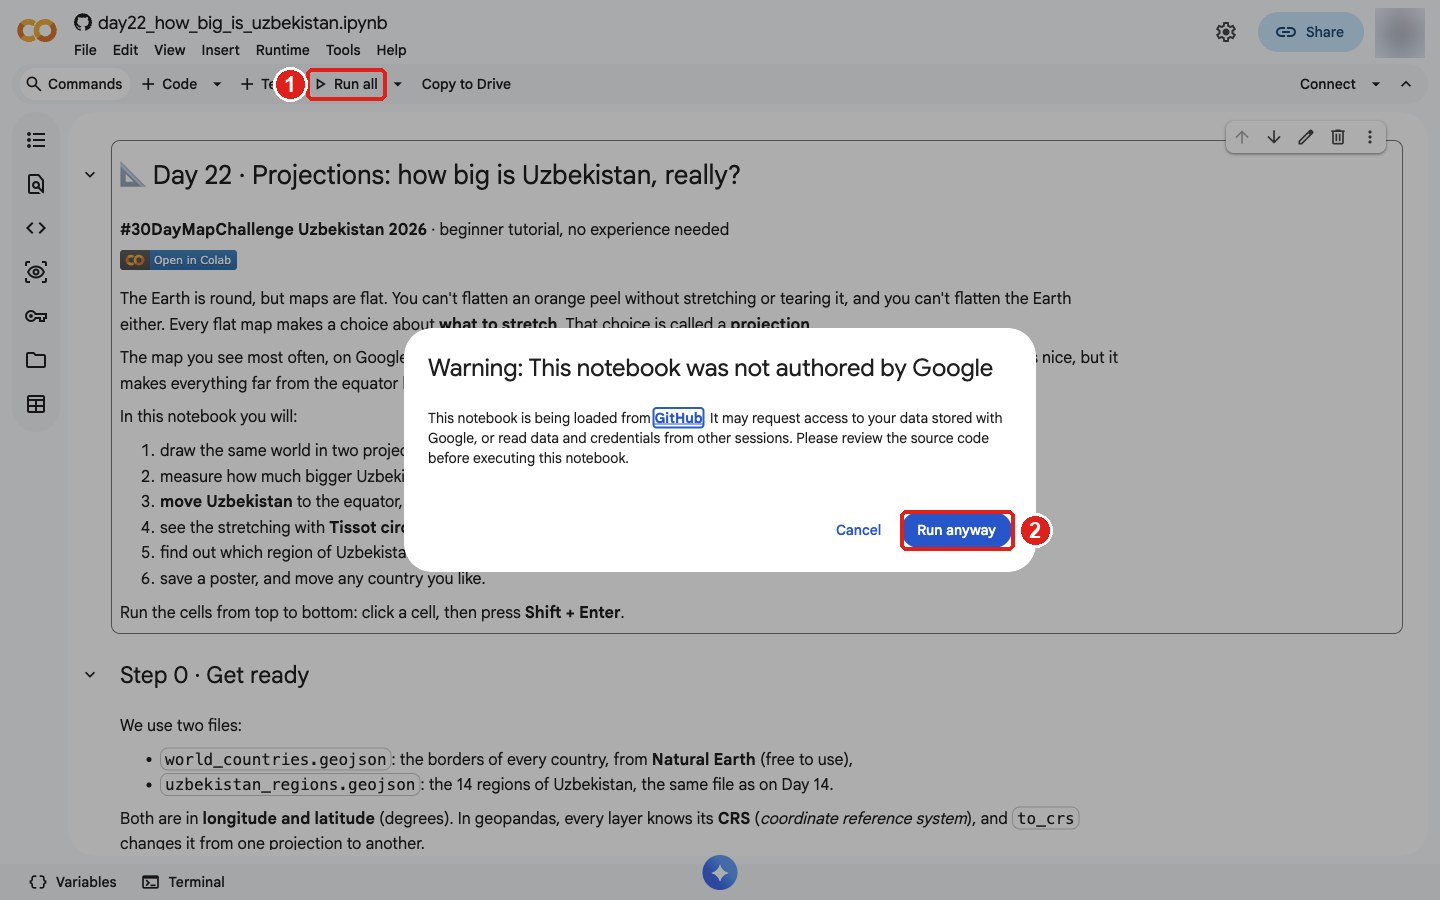 day22_how_big_is_uzbekistan.ipynb
File Edit View Insert Runtime Tools Help
Share
Commands + Code + Te 1 Run all Copy to Drive
Connect
📐 Day 22 · Projections: how big is Uzbekistan, really?
#30DayMapChallenge Uzbekistan 2026 · beginner tutorial, no experience needed
Open in Colab
The Earth is round, but maps are flat. You can't flatten an orange peel without stretching or tearing it, and you can't flatten the Earth
either. Every flat map makes a choice about what to stretch. That choice is called a projection.
The map you see most often, on Google
s nice, but it
makes everything far from the equator
In this notebook you will:
1. draw the same world in two projec
2. measure how much bigger Uzbeki
3. move Uzbekistan to the equator,
4. see the stretching with Tissot circ
5. find out which region of Uzbekista
6. save a poster, and move any country you like.
Run the cells from top to bottom: click a cell, then press Shift + Enter.
Warning: This notebook was not authored by Google
This notebook is being loaded from GitHub. It may request access to your data stored with
Google, or read data and credentials from other sessions. Please review the source code
before executing this notebook.
Cancel Run anyway 2
Step 0 · Get ready
We use two files:
• world_countries.geojson: the borders of every country, from Natural Earth (free to use),
• uzbekistan_regions.geojson: the 14 regions of Uzbekistan, the same file as on Day 14.
Both are in longitude and latitude (degrees). In geopandas, every layer knows its CRS (coordinate reference system), and to_crs
changes it from one projection to another.
Variables Terminal